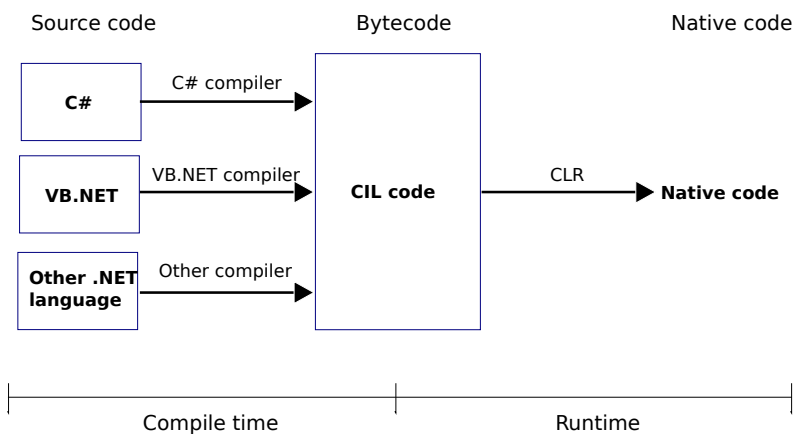 Source code
Bytecode
Native code
C#
C# compiler
VB.NET
VB.NET compiler
CIL code
CLR
Native code
Other .NET
language
Other compiler
Compile time
Runtime